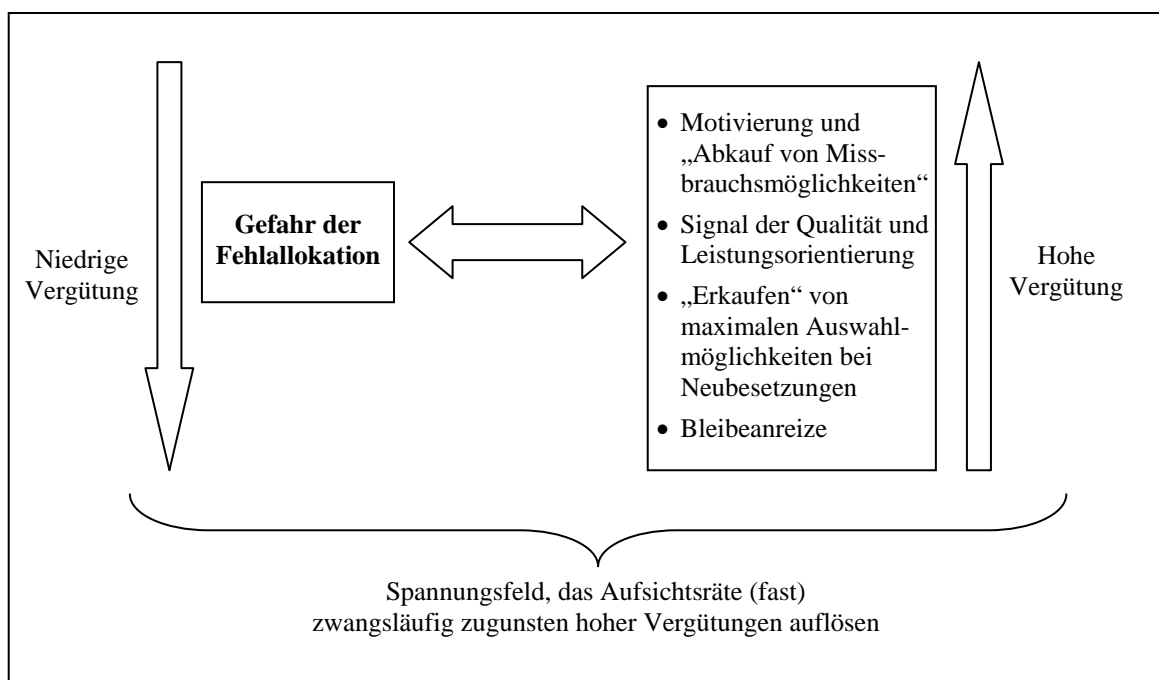 Niedrige
Vergütung
Gefahr der
Fehlallokation
• Motivierung und
„Abkauf von Miss-
brauchsmöglichkeiten“
• Signal der Qualität und
Leistungsorientierung
• „Erkaufen“ von
maximalen Auswahl-
möglichkeiten bei
Neubesetzungen
• Bleibeanreize
Hohe
Vergütung
Spannungsfeld, das Aufsichtsräte (fast)
zwangsläufig zugunsten hoher Vergütungen auflösen